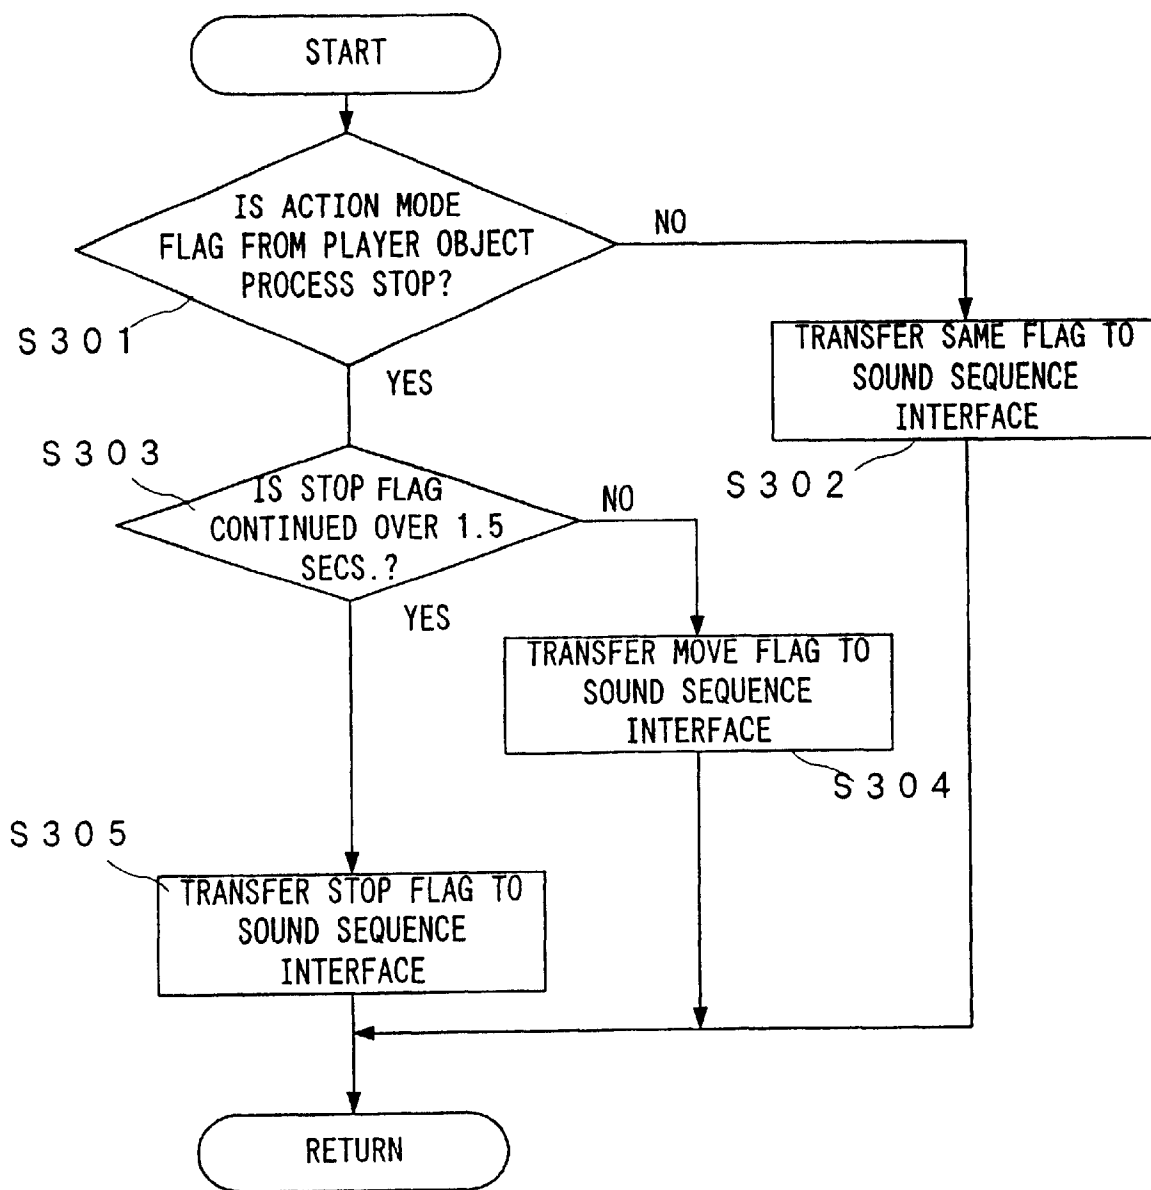 START
IS ACTION MODE
FLAG FROM PLAYER OBJECT
PROCESS STOP?
NO
S301
YES
TRANSFER SAME FLAG TO
SOUND SEQUENCE
INTERFACE
S302
S303
IS STOP FLAG
CONTINUED OVER 1.5
SECS.?
NO
YES
TRANSFER MOVE FLAG TO
SOUND SEQUENCE
INTERFACE
S304
S305
TRANSFER STOP FLAG TO
SOUND SEQUENCE
INTERFACE
RETURN